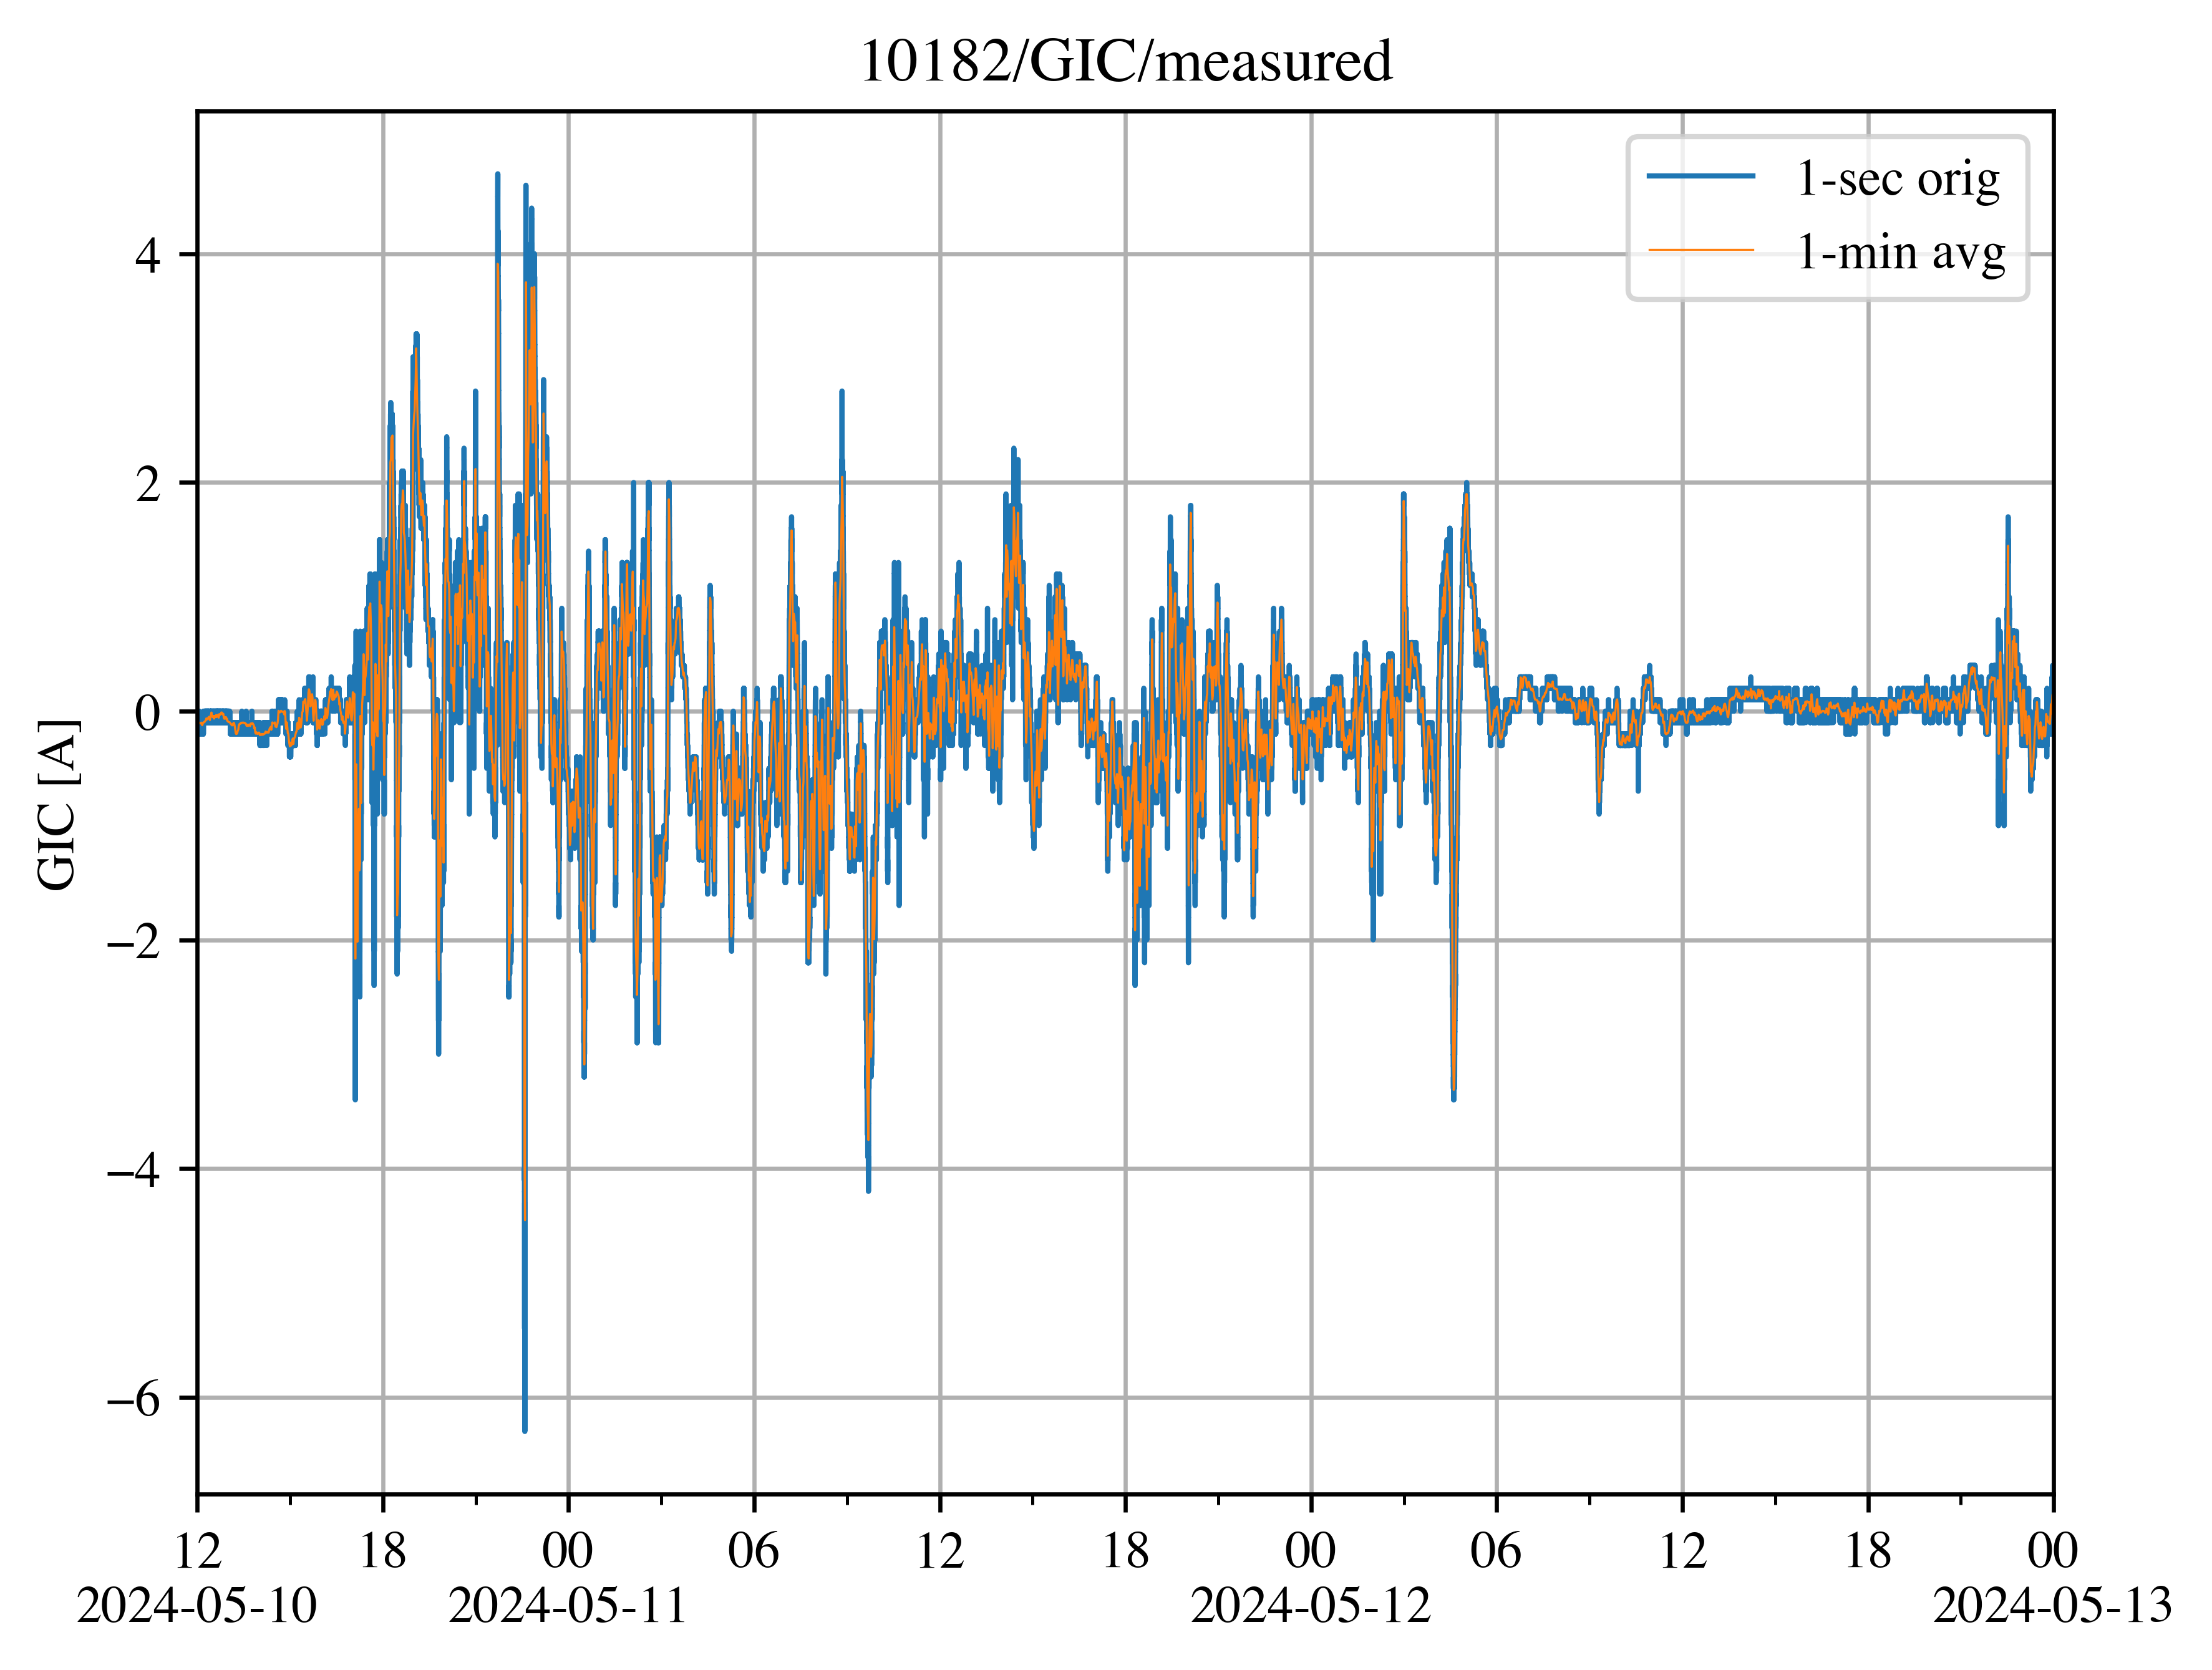 10182/GIC/measured
1-sec orig
1-min avg
GIC [A]
4
2
0
−2
−4
−6
12 18 00 06 12 18 00 06 12 18 00
2024-05-10 2024-05-11 2024-05-12 2024-05-13